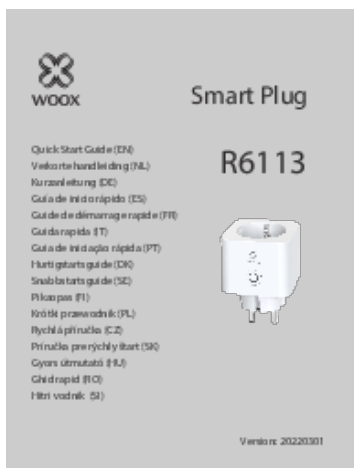 WOOX
Smart Plug
R6113
Quick Start Guide (EN)
Verkorte handleiding (NL)
Kurzanleitung (DE)
Guía de inicio rápido (ES)
Guide de démarrage rapide (FR)
Guida rapida (IT)
Guia de iniciação rápida (PT)
Hurtigstartsguide (DK)
Snabbstartsguide (SE)
Pikaopas (FI)
Krótki przewodnik (PL)
Rychlá příručka (CZ)
Príručka pre rýchly štart (SK)
Gyors útmutató (HU)
Ghid rapid (RO)
Hitri vodnik (SI)
Version: 20220301